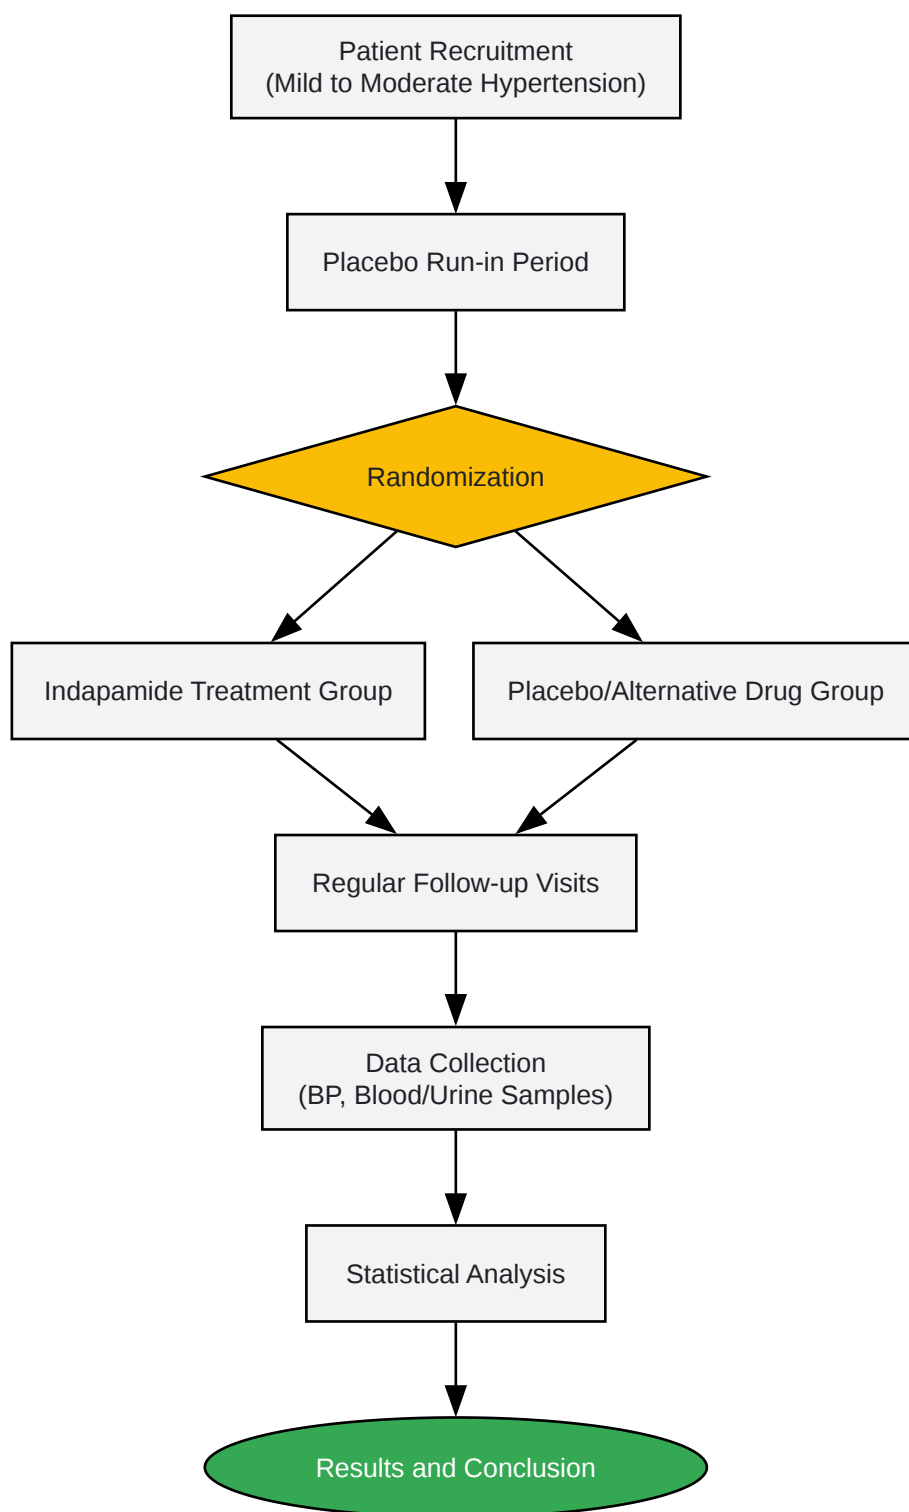 Patient Recruitment
(Mild to Moderate Hypertension)
Placebo Run-in Period
Randomization
Indapamide Treatment Group
Placebo/Alternative Drug Group
Regular Follow-up Visits
Data Collection
(BP, Blood/Urine Samples)
Statistical Analysis
Results and Conclusion